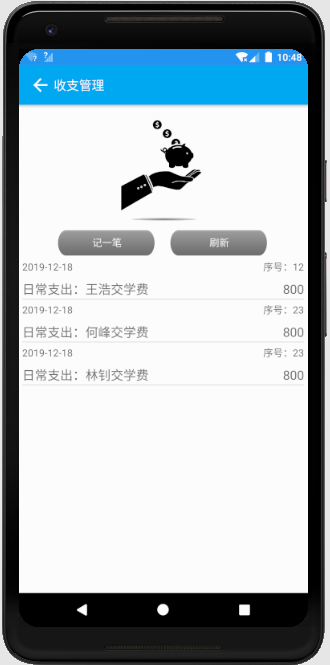 10:48
收支管理
记一笔
刷新
2019-12-18 序号：12
日常支出：王浩交学费 800
2019-12-18 序号：23
日常支出：何峰交学费 800
2019-12-18 序号：23
日常支出：林钊交学费 800